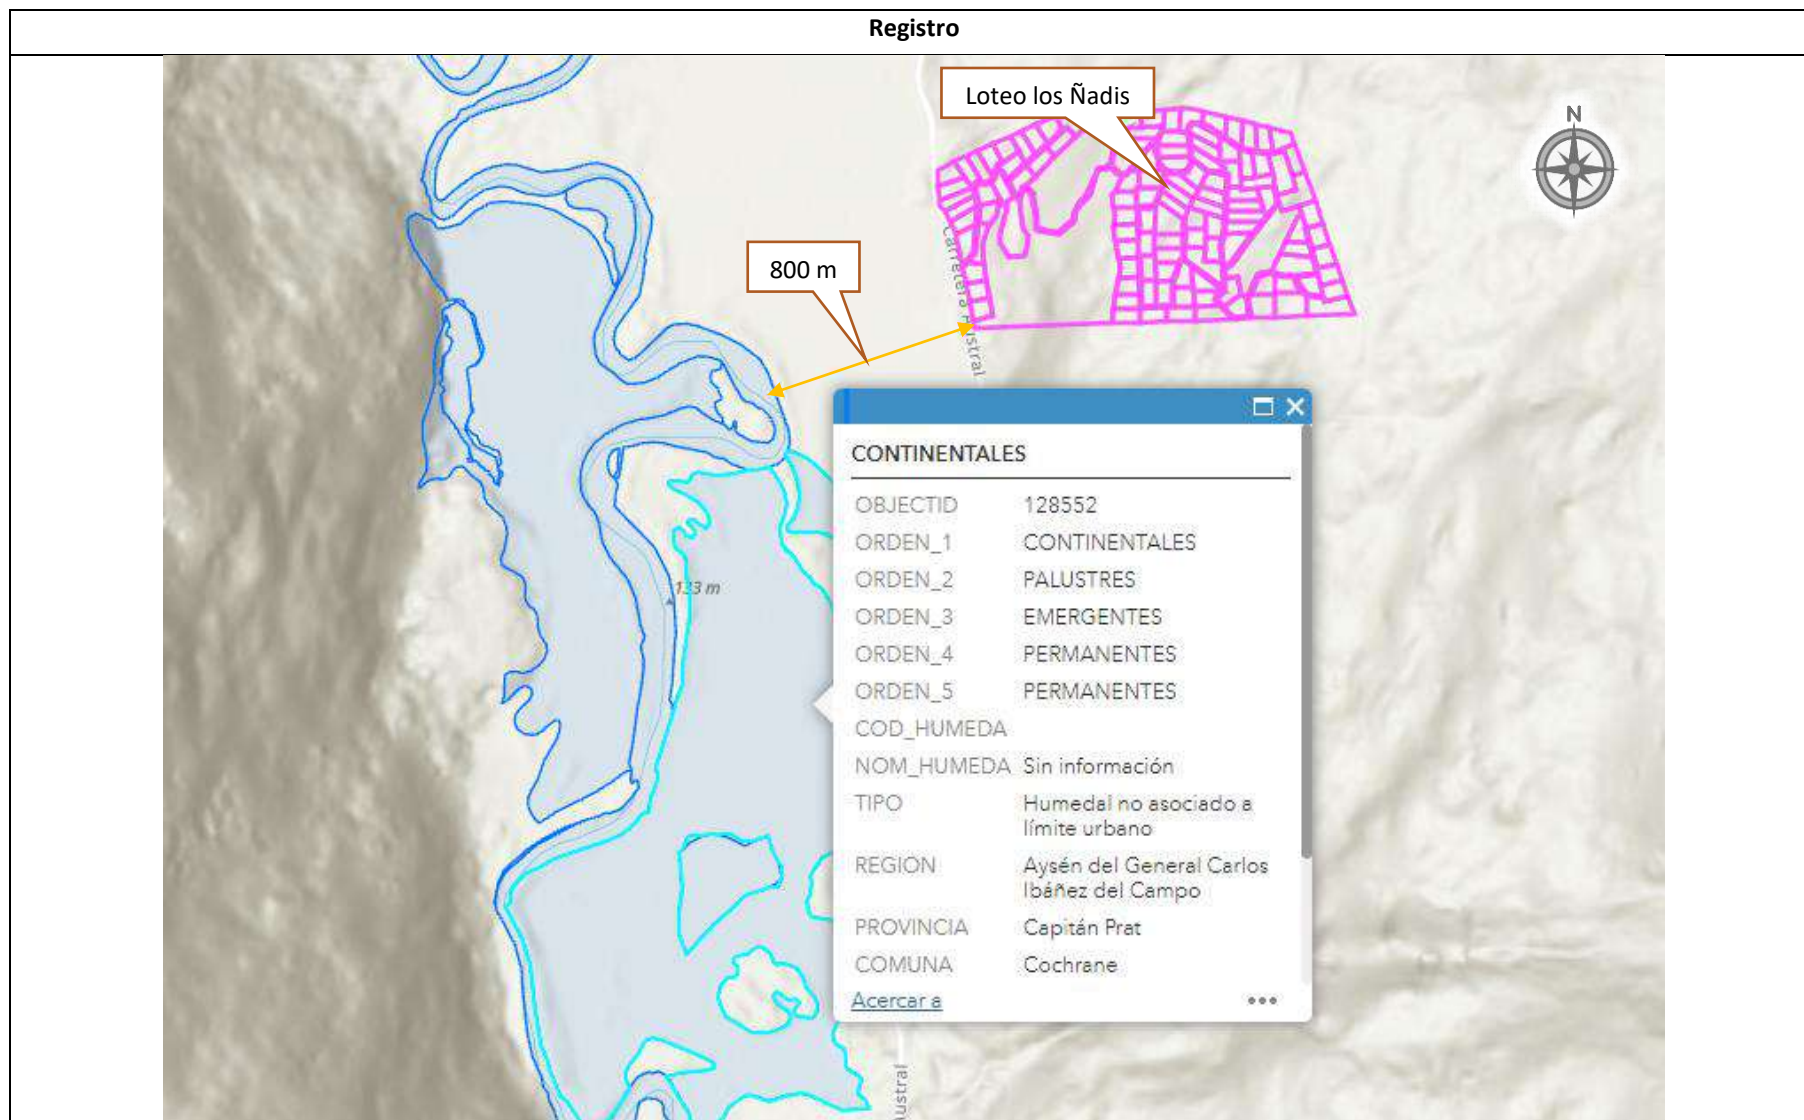 Registro
Loteo los Ñadis
N
800 m
Carretera Austral
CONTINENTALES
OBJECTID 128552
ORDEN_1 CONTINENTALES
ORDEN_2 PALUSTRES
ORDEN_3 EMERGENTES
ORDEN_4 PERMANENTES
ORDEN_5 PERMANENTES
COD_HUMEDA
NOM_HUMEDA Sin información
TIPO Humedal no asociado a
límite urbano
REGION Aysén del General Carlos
Ibáñez del Campo
PROVINCIA Capitán Prat
COMUNA Cochrane
Acercar a
133 m
ustral